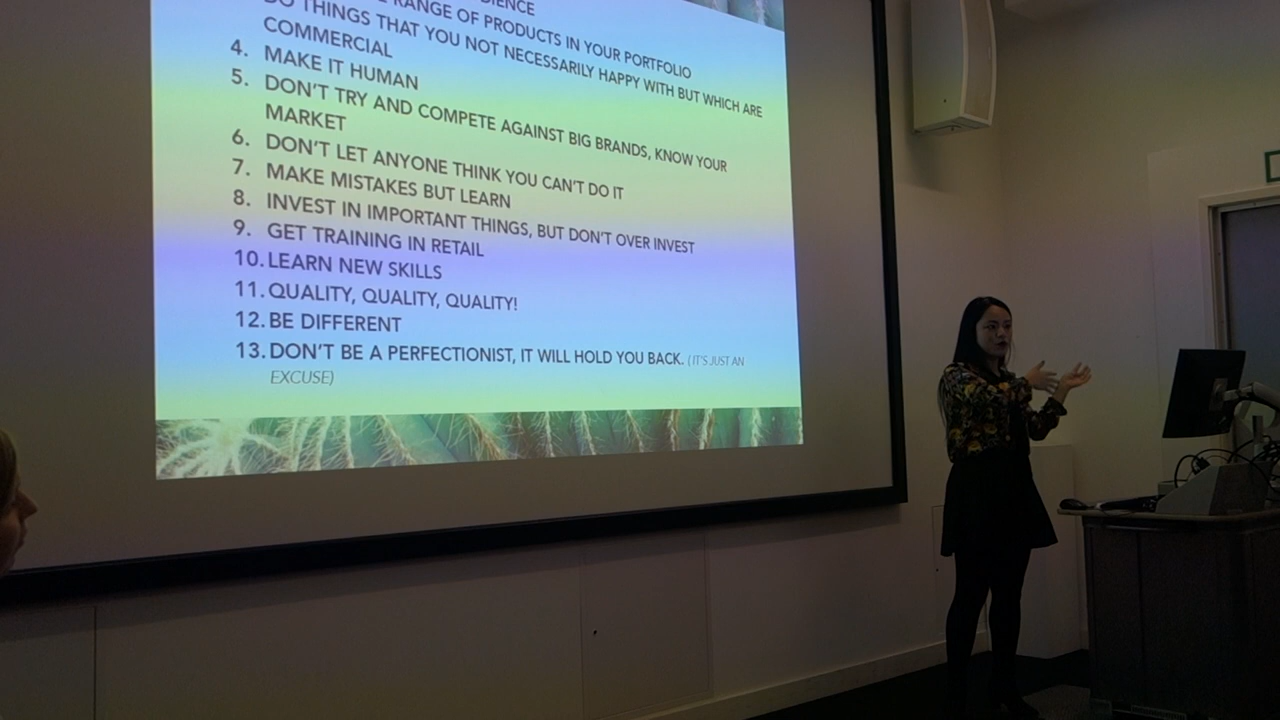 RANGE OF PRODUCTS IN YOUR PORTFOLIO
DO THINGS THAT YOU NOT NECESSARILY HAPPY WITH BUT WHICH ARE
COMMERCIAL
4. MAKE IT HUMAN
5. DON'T TRY AND COMPETE AGAINST BIG BRANDS, KNOW YOUR
MARKET
6. DON'T LET ANYONE THINK YOU CAN'T DO IT
7. MAKE MISTAKES BUT LEARN
8. INVEST IN IMPORTANT THINGS, BUT DON'T OVER INVEST
9. GET TRAINING IN RETAIL
10. LEARN NEW SKILLS
11. QUALITY, QUALITY, QUALITY!
12. BE DIFFERENT
13. DON'T BE A PERFECTIONIST, IT WILL HOLD YOU BACK. (IT'S JUST AN
EXCUSE)